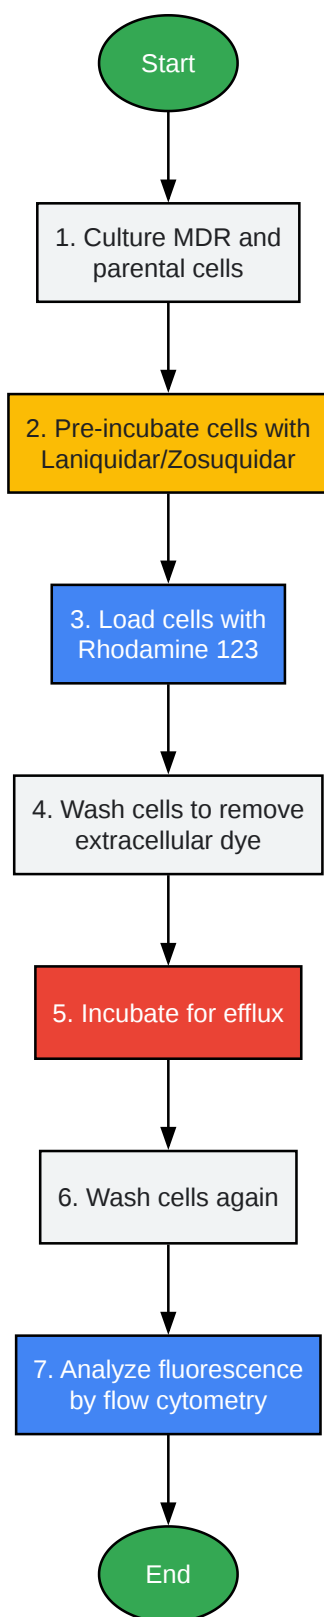 Start
1. Culture MDR and
parental cells
2. Pre-incubate cells with
Laniquidar/Zosuquidar
3. Load cells with
Rhodamine 123
4. Wash cells to remove
extracellular dye
5. Incubate for efflux
6. Wash cells again
7. Analyze fluorescence
by flow cytometry
End